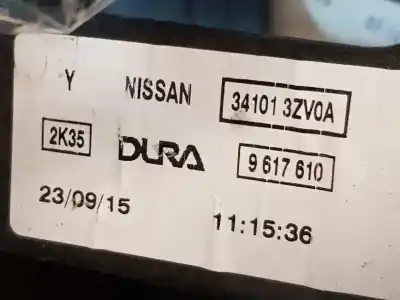 Y NISSAN 34101 3ZV0A
2K35 DURA 9 617 610
23/09/15 11:15:36